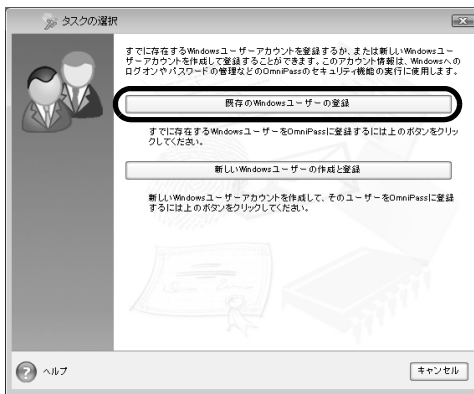 タスクの選択
すでに存在するWindowsユーザーアカウントを登録するか、または新しいWindowsユー
ザーアカウントを作成して登録することができます。このアカウント情報は、Windowsへの
ログオンやパスワードの管理などのOmniPassのセキュリティ機能の実行に使用します。
既存のWindowsユーザーの登録
すでに存在するWindowsユーザーをOmniPassに登録するには上のボタンをクリッ
クしてください。
新しいWindowsユーザーの作成と登録
新しいWindowsユーザーアカウントを作成して、そのユーザーをOmniPassに登録
するには上のボタンをクリックしてください。
ヘルプ
キャンセル